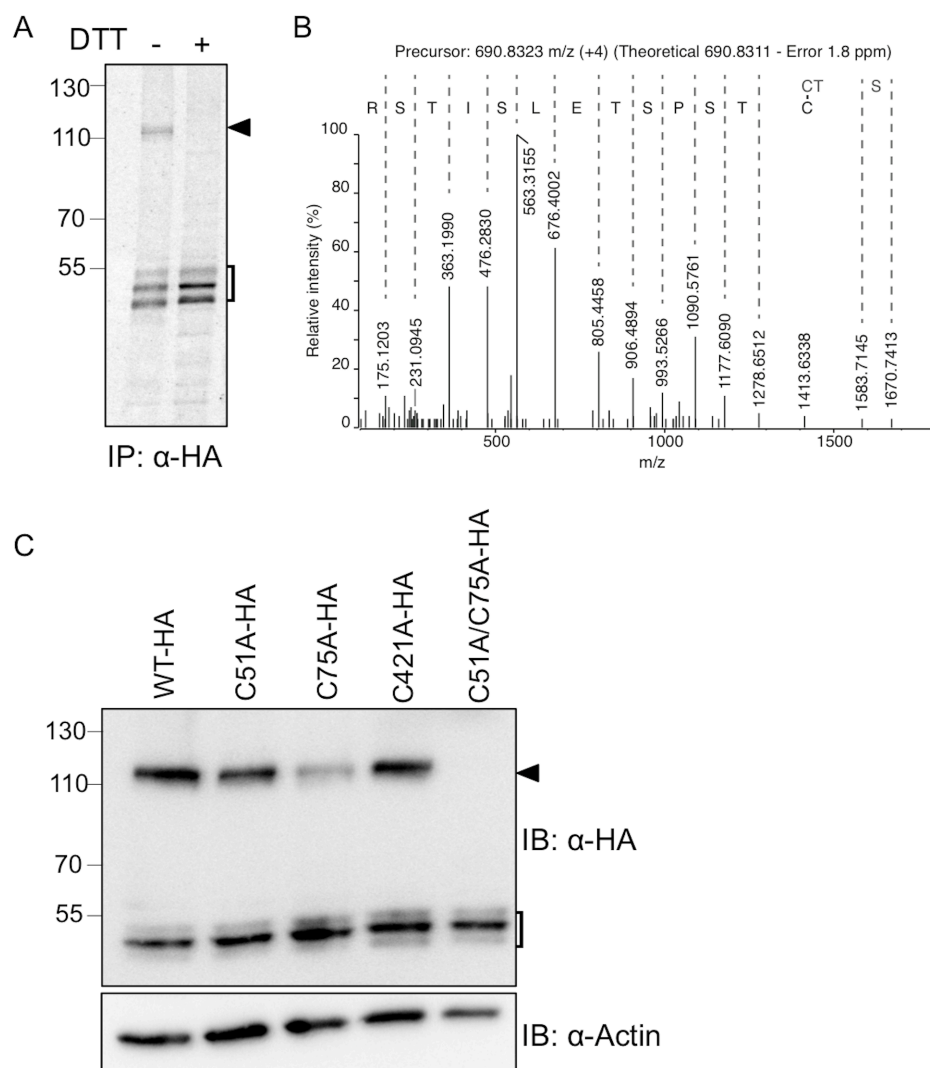 A
DTT - +
130
110
70
55
IP: α-HA
B
Precursor: 690.8323 m/z (+4) (Theoretical 690.8311 - Error 1.8 ppm)
CT S
R S T I S L E T S P S T C
100
80
60
40
20
0
Relative intensity (%)
175.1203
231.0945
363.1990
476.2830
563.3155
676.4002
805.4458
906.4894
993.5266
1090.5761
1177.6090
1278.6512
1413.6338
1583.7145
1670.7413
500 1000 1500
m/z
C
WT-HA
C51A-HA
C75A-HA
C421A-HA
C51A/C75A-HA
130
110
70
55
IB: α-HA
IB: α-Actin